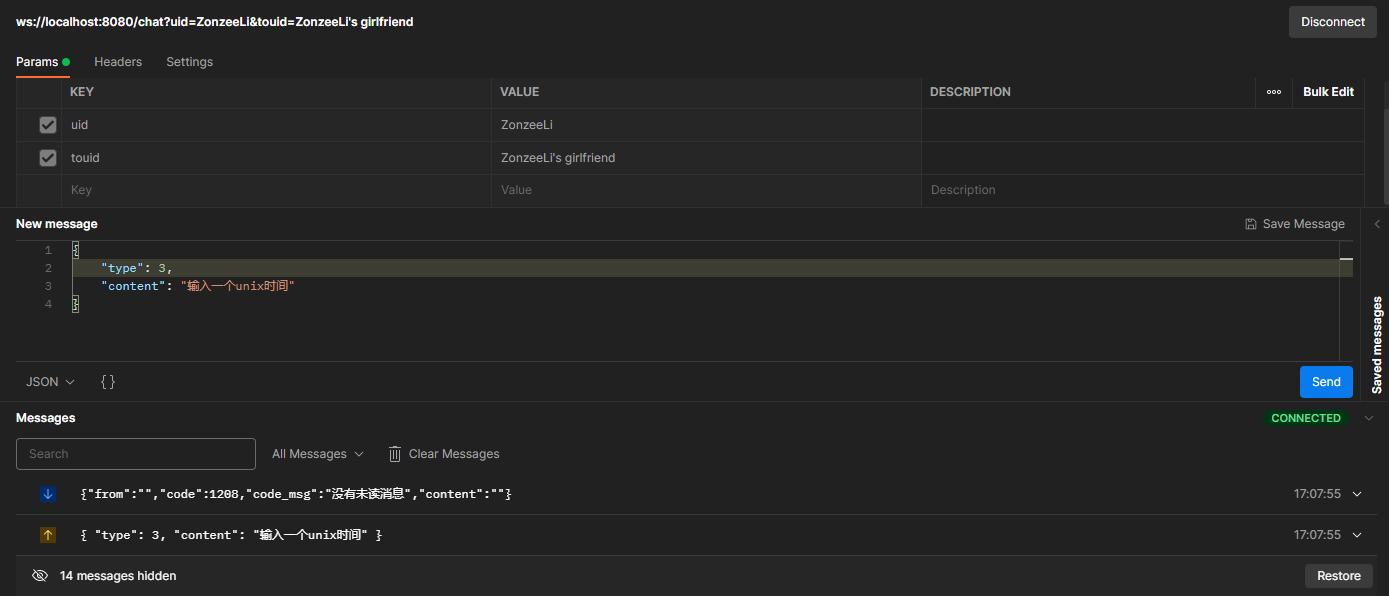 ws://localhost:8080/chat?uid=ZonzeeLi&touid=ZonzeeLi's girlfriend
Disconnect
Params Headers Settings
KEY VALUE DESCRIPTION ooo Bulk Edit
uid ZonzeeLi
touid ZonzeeLi's girlfriend
Key Value Description
New message Save Message
1 {
2 "type": 3,
3 "content": "输入一个unix时间"
4 }
Saved messages
JSON {} Send
Messages CONNECTED
Search All Messages Clear Messages
{"from":"","code":1208,"code_msg":"没有未读消息","content":""} 17:07:55
{ "type": 3, "content": "输入一个unix时间" } 17:07:55
14 messages hidden Restore